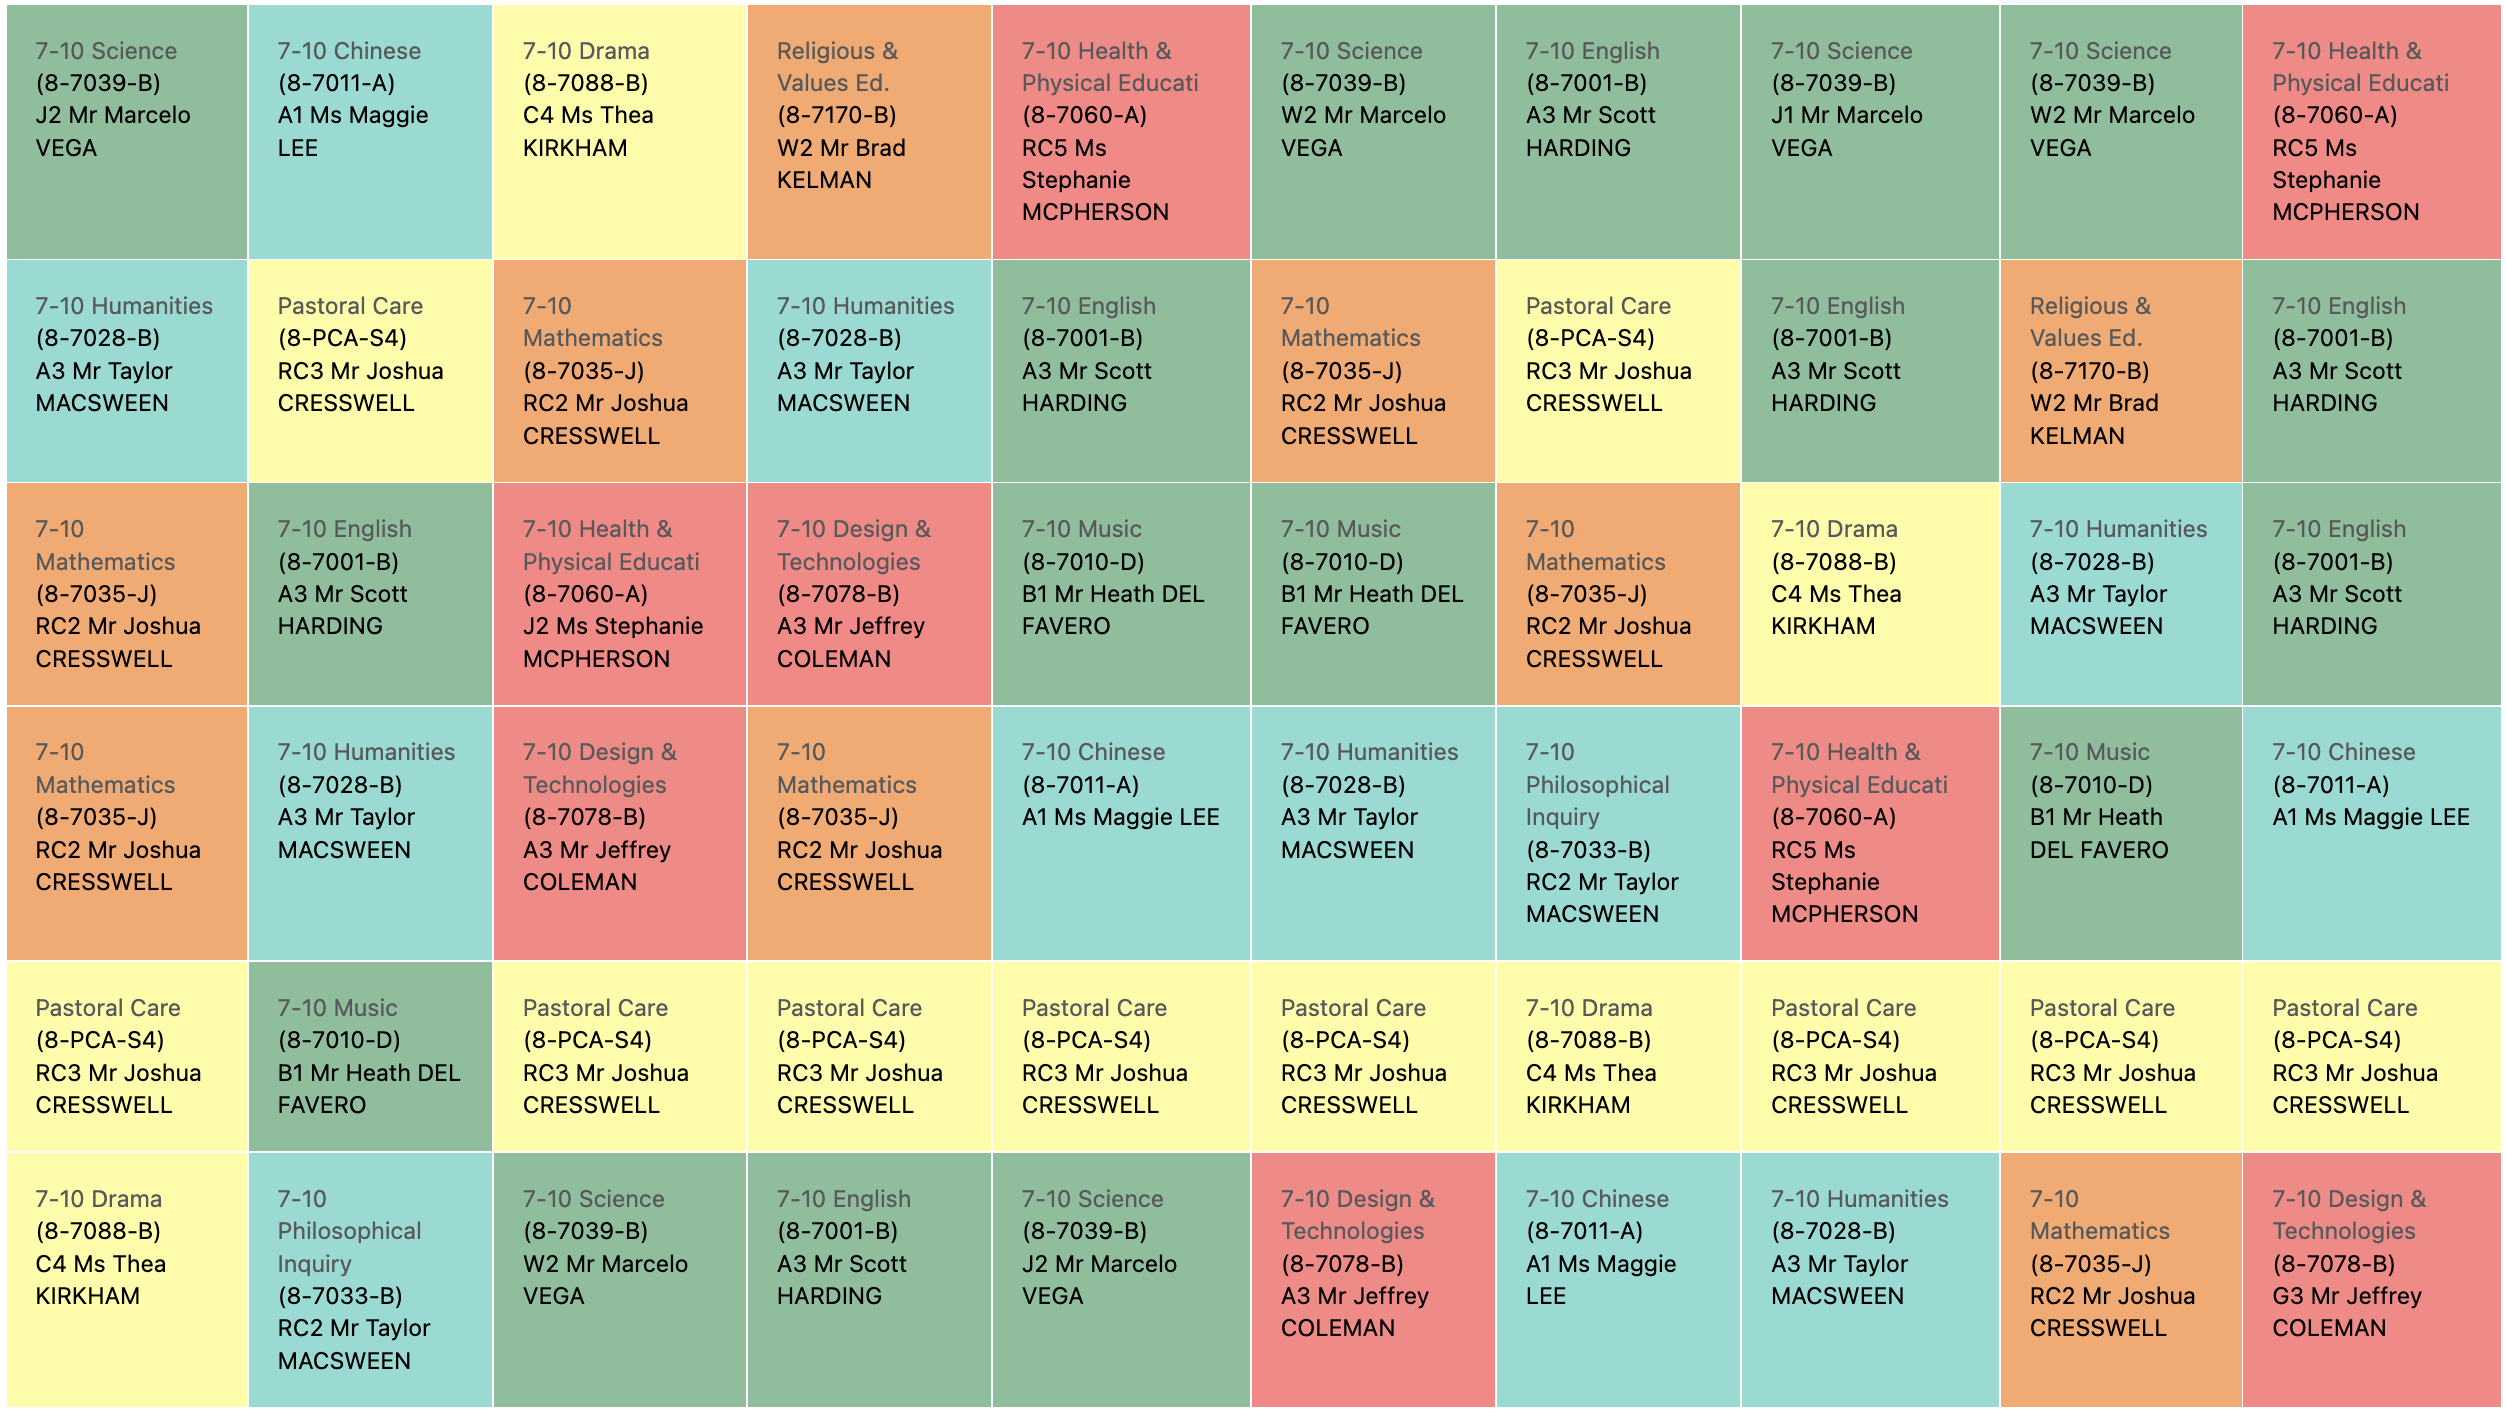 7-10 Science
(8-7039-B)
J2 Mr Marcelo
VEGA
7-10 Chinese
(8-7011-A)
A1 Ms Maggie
LEE
7-10 Drama
(8-7088-B)
C4 Ms Thea
KIRKHAM
Religious &
Values Ed.
(8-7170-B)
W2 Mr Brad
KELMAN
7-10 Health &
Physical Educati
(8-7060-A)
RC5 Ms
Stephanie
MCPHERSON
7-10 Science
(8-7039-B)
W2 Mr Marcelo
VEGA
7-10 English
(8-7001-B)
A3 Mr Scott
HARDING
7-10 Science
(8-7039-B)
J1 Mr Marcelo
VEGA
7-10 Science
(8-7039-B)
W2 Mr Marcelo
VEGA
7-10 Health &
Physical Educati
(8-7060-A)
RC5 Ms
Stephanie
MCPHERSON
7-10 Humanities
(8-7028-B)
A3 Mr Taylor
MACSWEEN
Pastoral Care
(8-PCA-S4)
RC3 Mr Joshua
CRESSWELL
7-10
Mathematics
(8-7035-J)
RC2 Mr Joshua
CRESSWELL
7-10 Humanities
(8-7028-B)
A3 Mr Taylor
MACSWEEN
7-10 English
(8-7001-B)
A3 Mr Scott
HARDING
7-10
Mathematics
(8-7035-J)
RC2 Mr Joshua
CRESSWELL
Pastoral Care
(8-PCA-S4)
RC3 Mr Joshua
CRESSWELL
7-10 English
(8-7001-B)
A3 Mr Scott
HARDING
Religious &
Values Ed.
(8-7170-B)
W2 Mr Brad
KELMAN
7-10 English
(8-7001-B)
A3 Mr Scott
HARDING
7-10
Mathematics
(8-7035-J)
RC2 Mr Joshua
CRESSWELL
7-10 English
(8-7001-B)
A3 Mr Scott
HARDING
7-10 Health &
Physical Educati
(8-7060-A)
J2 Ms Stephanie
MCPHERSON
7-10 Design &
Technologies
(8-7078-B)
A3 Mr Jeffrey
COLEMAN
7-10 Music
(8-7010-D)
B1 Mr Heath DEL
FAVERO
7-10 Music
(8-7010-D)
B1 Mr Heath DEL
FAVERO
7-10
Mathematics
(8-7035-J)
RC2 Mr Joshua
CRESSWELL
7-10 Drama
(8-7088-B)
C4 Ms Thea
KIRKHAM
7-10 Humanities
(8-7028-B)
A3 Mr Taylor
MACSWEEN
7-10 English
(8-7001-B)
A3 Mr Scott
HARDING
7-10
Mathematics
(8-7035-J)
RC2 Mr Joshua
CRESSWELL
7-10 Humanities
(8-7028-B)
A3 Mr Taylor
MACSWEEN
7-10 Design &
Technologies
(8-7078-B)
A3 Mr Jeffrey
COLEMAN
7-10
Mathematics
(8-7035-J)
RC2 Mr Joshua
CRESSWELL
7-10 Chinese
(8-7011-A)
A1 Ms Maggie LEE
7-10 Humanities
(8-7028-B)
A3 Mr Taylor
MACSWEEN
7-10
Philosophical
Inquiry
(8-7033-B)
RC2 Mr Taylor
MACSWEEN
7-10 Health &
Physical Educati
(8-7060-A)
RC5 Ms
Stephanie
MCPHERSON
7-10 Music
(8-7010-D)
B1 Mr Heath
DEL FAVERO
7-10 Chinese
(8-7011-A)
A1 Ms Maggie LEE
Pastoral Care
(8-PCA-S4)
RC3 Mr Joshua
CRESSWELL
7-10 Music
(8-7010-D)
B1 Mr Heath DEL
FAVERO
Pastoral Care
(8-PCA-S4)
RC3 Mr Joshua
CRESSWELL
Pastoral Care
(8-PCA-S4)
RC3 Mr Joshua
CRESSWELL
Pastoral Care
(8-PCA-S4)
RC3 Mr Joshua
CRESSWELL
Pastoral Care
(8-PCA-S4)
RC3 Mr Joshua
CRESSWELL
7-10 Drama
(8-7088-B)
C4 Ms Thea
KIRKHAM
Pastoral Care
(8-PCA-S4)
RC3 Mr Joshua
CRESSWELL
Pastoral Care
(8-PCA-S4)
RC3 Mr Joshua
CRESSWELL
Pastoral Care
(8-PCA-S4)
RC3 Mr Joshua
CRESSWELL
7-10 Drama
(8-7088-B)
C4 Ms Thea
KIRKHAM
7-10
Philosophical
Inquiry
(8-7033-B)
RC2 Mr Taylor
MACSWEEN
7-10 Science
(8-7039-B)
W2 Mr Marcelo
VEGA
7-10 English
(8-7001-B)
A3 Mr Scott
HARDING
7-10 Science
(8-7039-B)
J2 Mr Marcelo
VEGA
7-10 Design &
Technologies
(8-7078-B)
A3 Mr Jeffrey
COLEMAN
7-10 Chinese
(8-7011-A)
A1 Ms Maggie
LEE
7-10 Humanities
(8-7028-B)
A3 Mr Taylor
MACSWEEN
7-10
Mathematics
(8-7035-J)
RC2 Mr Joshua
CRESSWELL
7-10 Design &
Technologies
(8-7078-B)
G3 Mr Jeffrey
COLEMAN